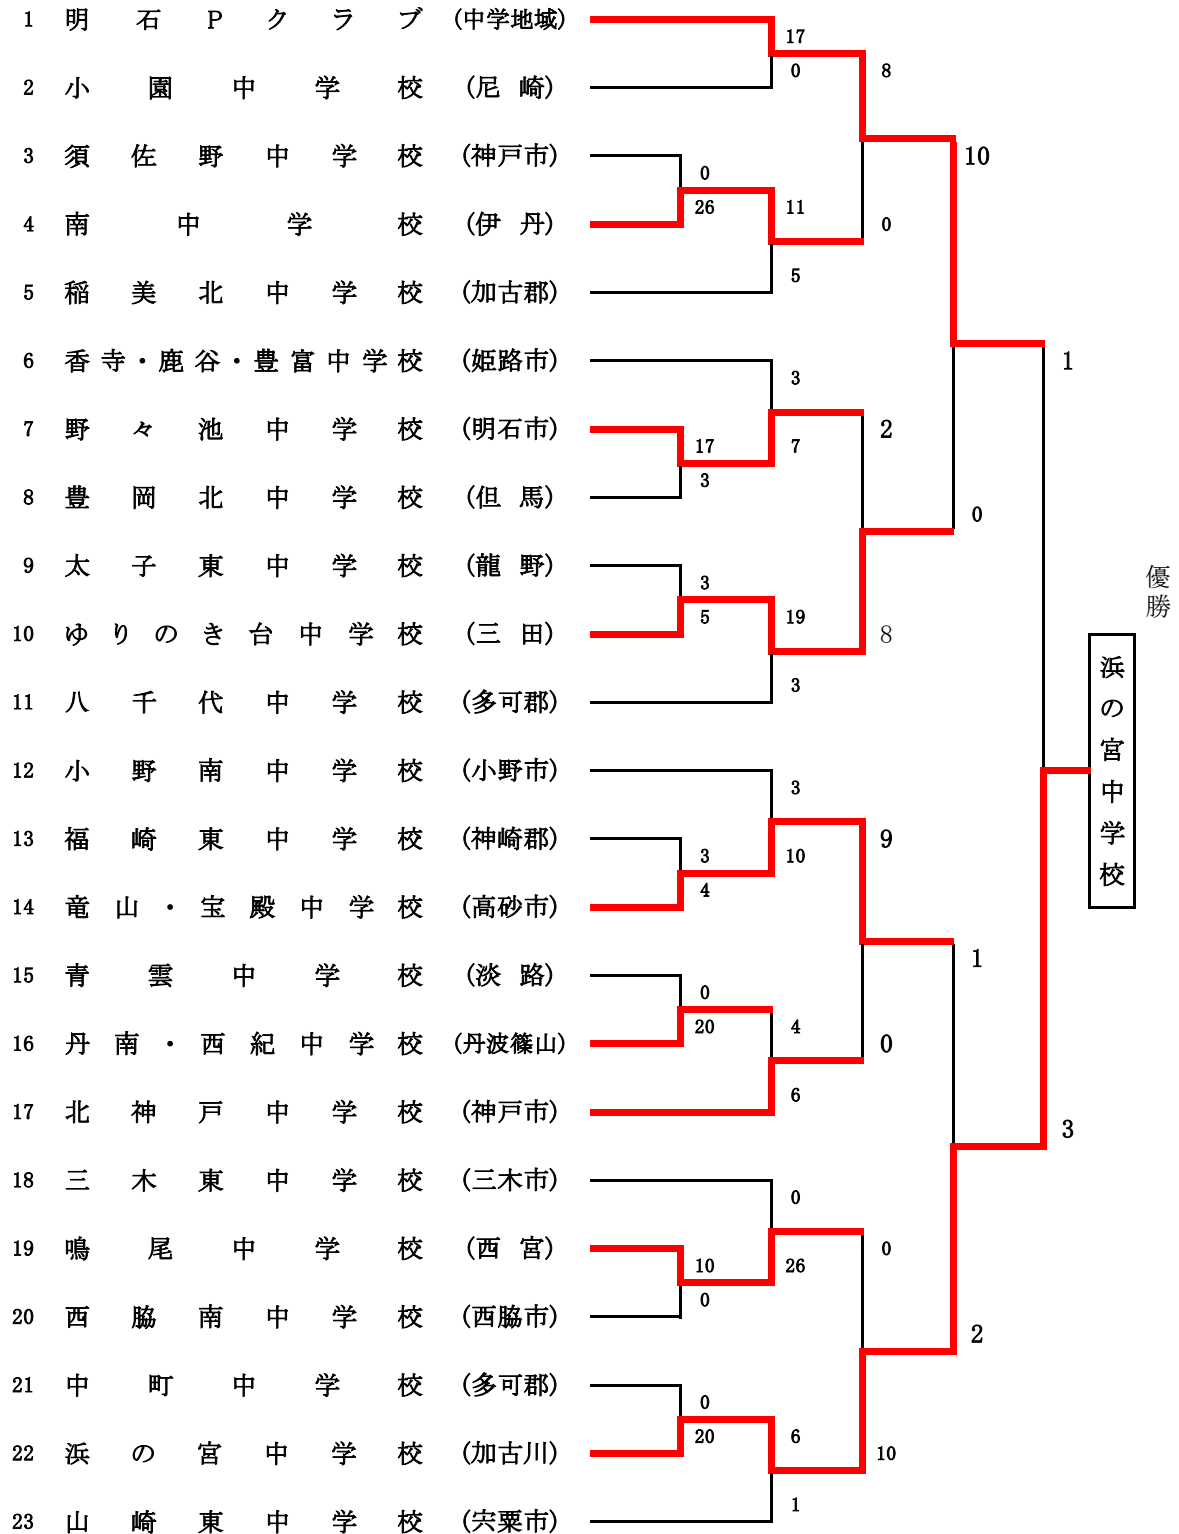 1 明石Pクラブ (中学地域)
17
0
8
2 小園中学校 (尼崎)
3 須佐野中学校 (神戸市)
10
0
26
11
0
4 南中学校 (伊丹)
5
5 稲美北中学校 (加古郡)
6 香寺・鹿谷・豊富中学校 (姫路市)
1
3
7 野々池中学校 (明石市)
2
17
7
3
8 豊岡北中学校 (但馬)
0
9 太子東中学校 (龍野)
3
5
19
8
10 ゆりのき台中学校 (三田)
3
11 八千代中学校 (多可郡)
優勝
浜の宮中学校
12 小野南中学校 (小野市)
3
13 福崎東中学校 (神崎郡)
9
3
10
4
14 竜山・宝殿中学校 (高砂市)
1
15 青雲中学校 (淡路)
0
20
4
0
16 丹南・西紀中学校 (丹波篠山)
6
17 北神戸中学校 (神戸市)
3
18 三木東中学校 (三木市)
0
19 鳴尾中学校 (西宮)
0
10
26
0
20 西脇南中学校 (西脇市)
2
21 中町中学校 (多可郡)
0
20
6
10
22 浜の宮中学校 (加古川)
1
23 山崎東中学校 (宍粟市)